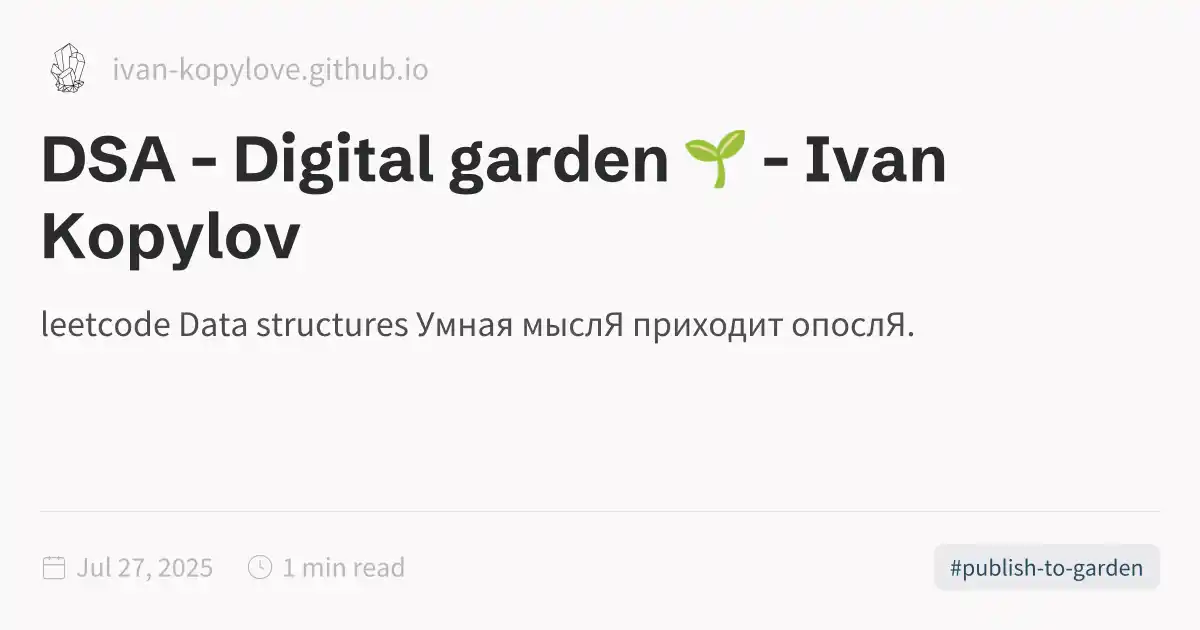 ivan-kopylove.github.io
DSA - Digital garden 🌱 - Ivan
Kopylov
leetcode Data structures Умная мыслЯ приходит опослЯ.
Jul 27, 2025 1 min read
#publish-to-garden